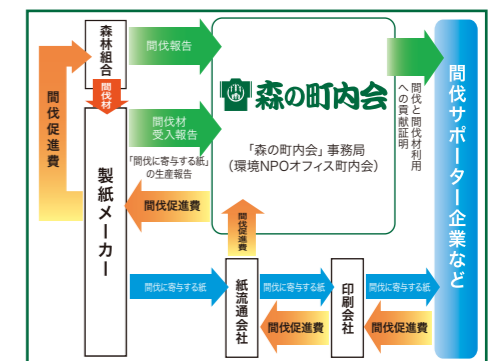 森林組合
間伐報告
間伐促進費
間伐材
間伐材
受入報告
「間伐に寄与する紙」
の生産報告
製紙メーカー
間伐促進費
森の町内会
「森の町内会」事務局
（環境NPOオフィス町内会）
間伐と間伐材利用
への貢献証明
間伐サポーター企業など
間伐促進費
間伐に寄与する紙
紙流通会社
間伐に寄与する紙
間伐促進費
印刷会社
間伐に寄与する紙
間伐促進費